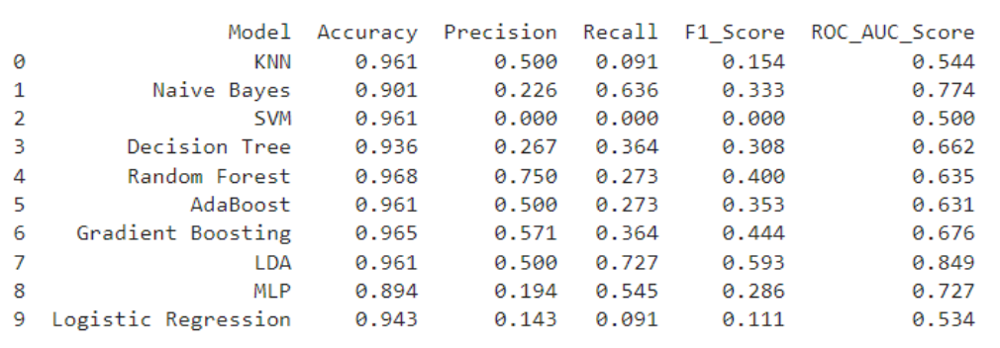 Model Accuracy Precision Recall F1_Score ROC_AUC_Score
0 KNN 0.961 0.500 0.091 0.154 0.544
1 Naive Bayes 0.901 0.226 0.636 0.333 0.774
2 SVM 0.961 0.000 0.000 0.000 0.500
3 Decision Tree 0.936 0.267 0.364 0.308 0.662
4 Random Forest 0.968 0.750 0.273 0.400 0.635
5 AdaBoost 0.961 0.500 0.273 0.353 0.631
6 Gradient Boosting 0.965 0.571 0.364 0.444 0.676
7 LDA 0.961 0.500 0.727 0.593 0.849
8 MLP 0.894 0.194 0.545 0.286 0.727
9 Logistic Regression 0.943 0.143 0.091 0.111 0.534